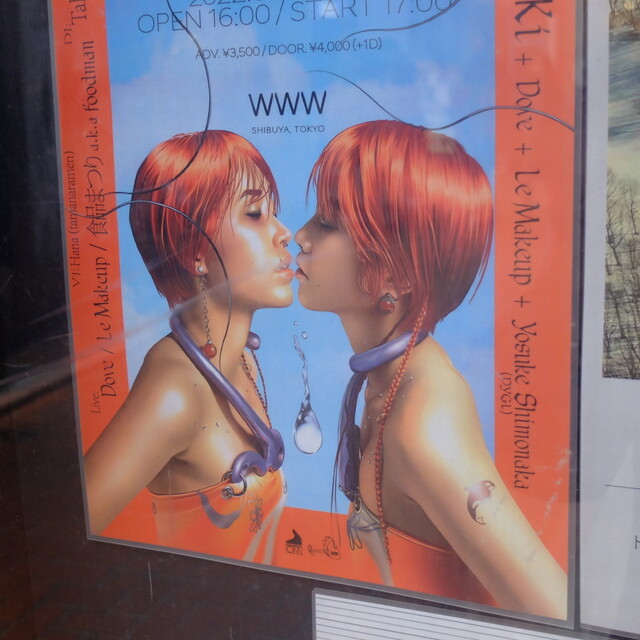 OPEN 16:00 / START 17:00
ADV. ¥3,500 / DOOR. ¥4,000 (+1D)
WWW
SHIBUYA, TOKYO
VJ: Hana (tamanaramen)
Live:
Dove / Le Makeup / 食品まつり a.k.a foodman
+ Dove + Le Makeup + Yosuke Shimonaka